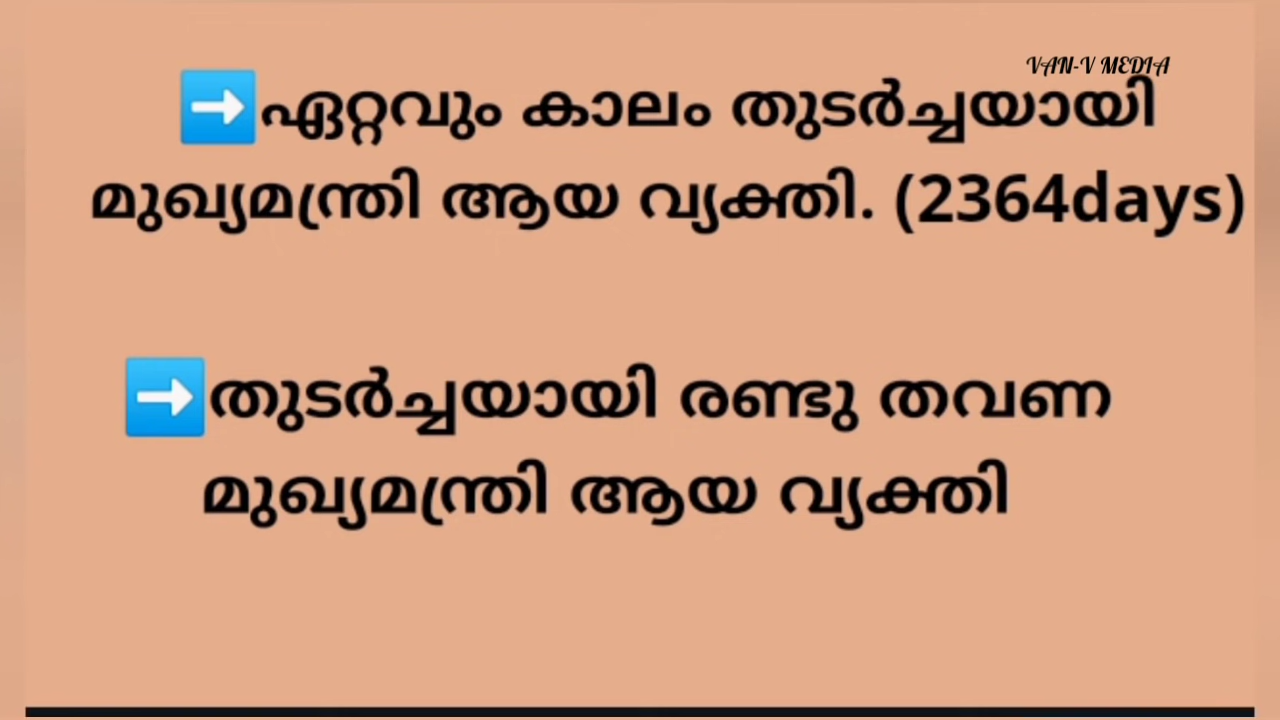 VAN-V MEDIA
➡️ഏറ്റവും കാലം തുടർച്ചയായി
മുഖ്യമന്ത്രി ആയ വ്യക്തി. (2364days)
➡️തുടർച്ചയായി രണ്ടു തവണ
മുഖ്യമന്ത്രി ആയ വ്യക്തി